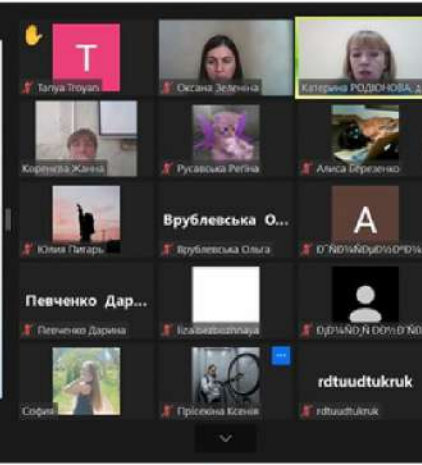 T
Tanya Troyan
Оксана Зеленіна
Катерина РОДІОНОВА, д
Коренєва Жанна
Русавська Регіна
Алиса Березенко
Юлия Пигарь
Врублевська О...
Врублевська Ольга
A
Певченко Дар...
Певченко Дарина
lizabezbozhnaya
София
Прісекіна Ксенія
rdtuudtukruk
rdtuudtukruk